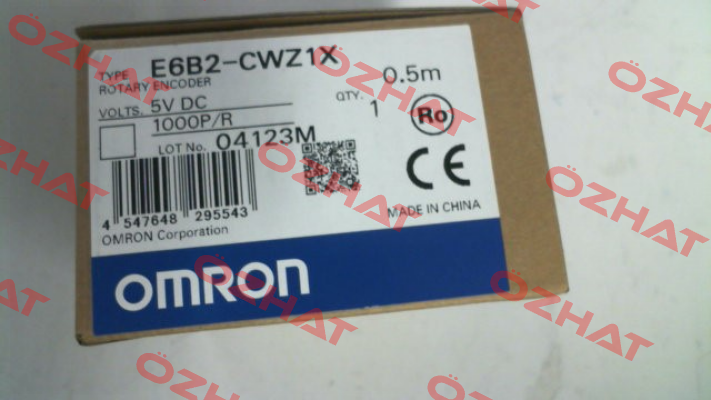 TYPE E6B2-CWZ1X 0.5m
ROTARY ENCODER
VOLTS. 5V DC QTY. 1
1000P/R
LOT No. 04123M
Ro
CE
4 547648 295543
MADE IN CHINA
OMRON Corporation
OMRON
ÖZHAT
ÖZHAT
ÖZHAT
ÖZHAT
ÖZHAT
ÖZHAT
ÖZHAT
ÖZHAT
ÖZHAT